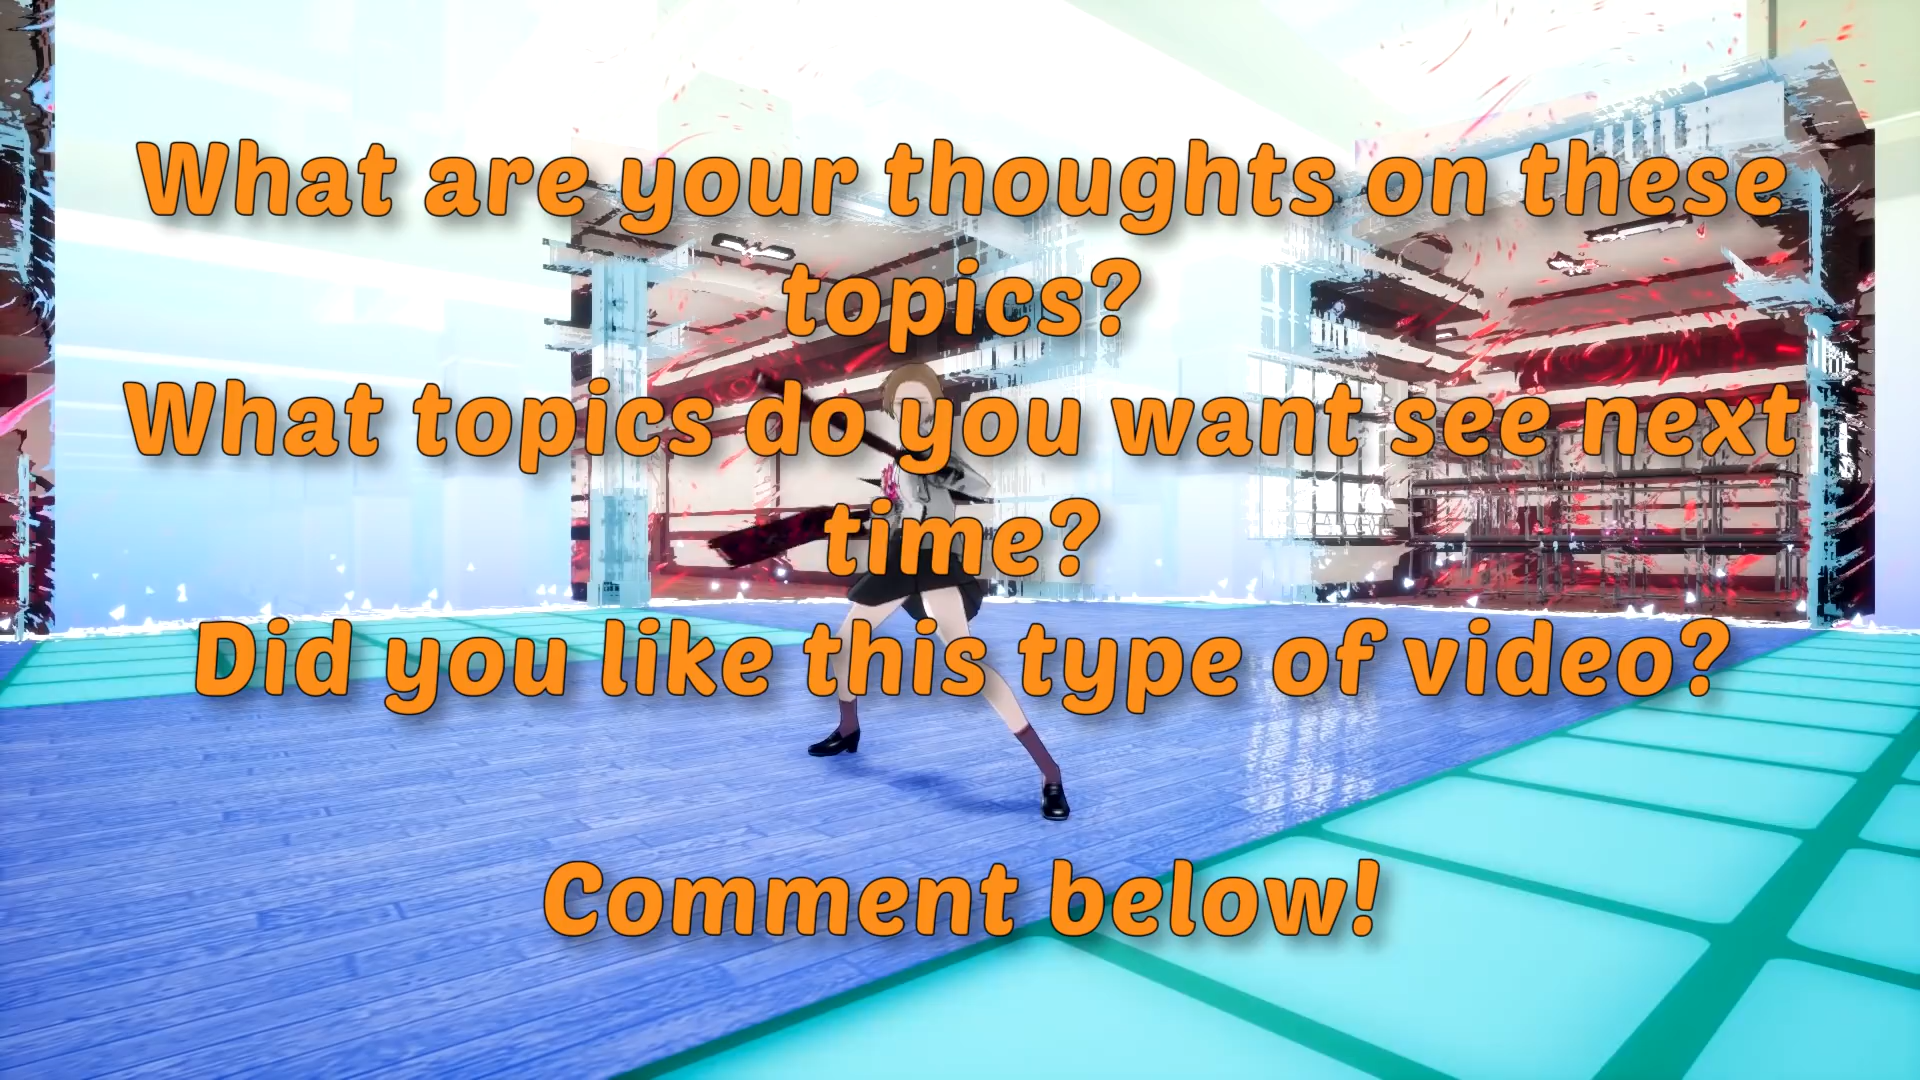 What are your thoughts on these
topics?
What topics do you want see next
time?
Did you like this type of video?
Comment below!